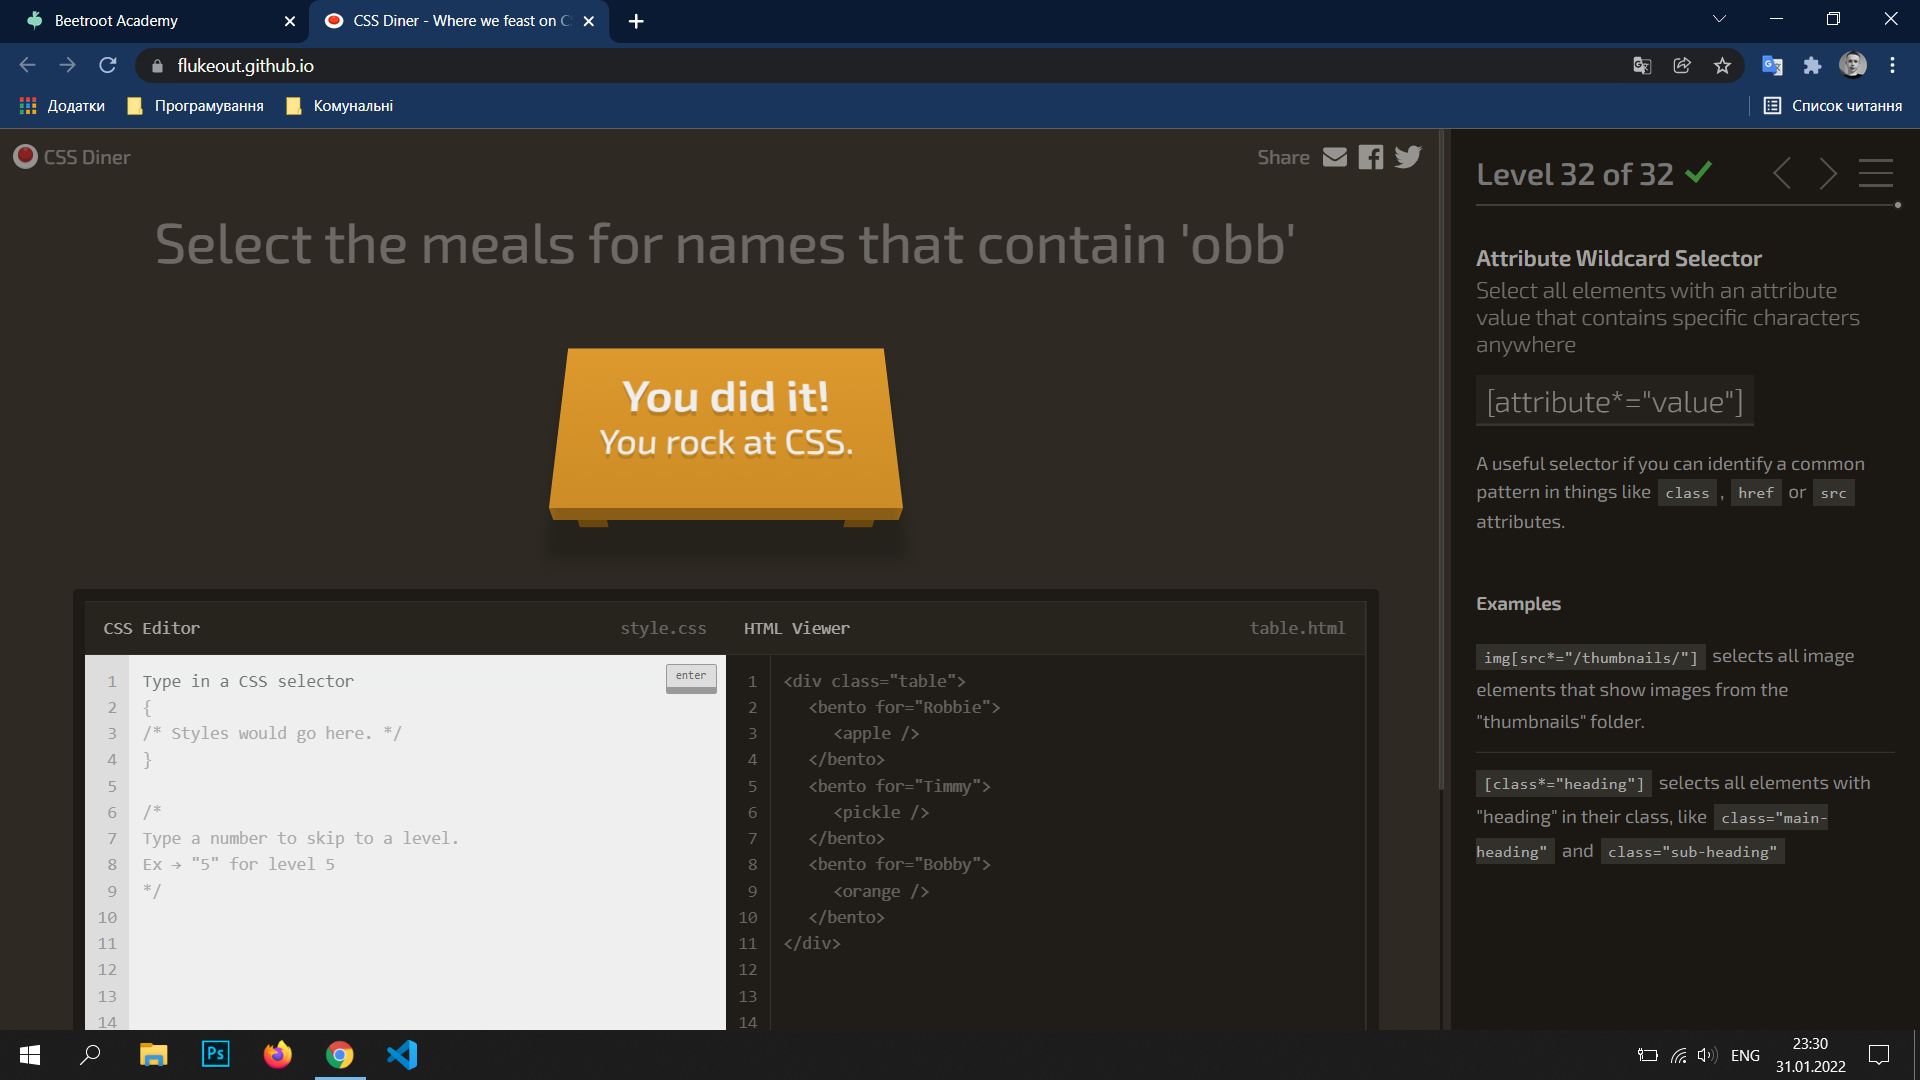 Beetroot Academy
CSS Diner - Where we feast on C
flukeout.github.io
Додатки
Програмування
Комунальні
Список читання
CSS Diner
Share
Select the meals for names that contain 'obb'
You did it!
You rock at CSS.
CSS Editor
style.css
HTML Viewer
table.html
1 Type in a CSS selector
enter
2 {
3 /* Styles would go here. */
4 }
5
6 /*
7 Type a number to skip to a level.
8 Ex → "5" for level 5
9 */
10
11
12
13
14
1 <div class="table">
2 <bento for="Robbie">
3 <apple />
4 </bento>
5 <bento for="Timmy">
6 <pickle />
7 </bento>
8 <bento for="Bobby">
9 <orange />
10 </bento>
11 </div>
12
13
14
Level 32 of 32
Attribute Wildcard Selector
Select all elements with an attribute
value that contains specific characters
anywhere
[attribute*="value"]
A useful selector if you can identify a common
pattern in things like class , href or src
attributes.
Examples
img[src*="/thumbnails/"] selects all image
elements that show images from the
"thumbnails" folder.
[class*="heading"] selects all elements with
"heading" in their class, like class="main-
heading" and class="sub-heading"
Ps
ENG
23:30
31.01.2022